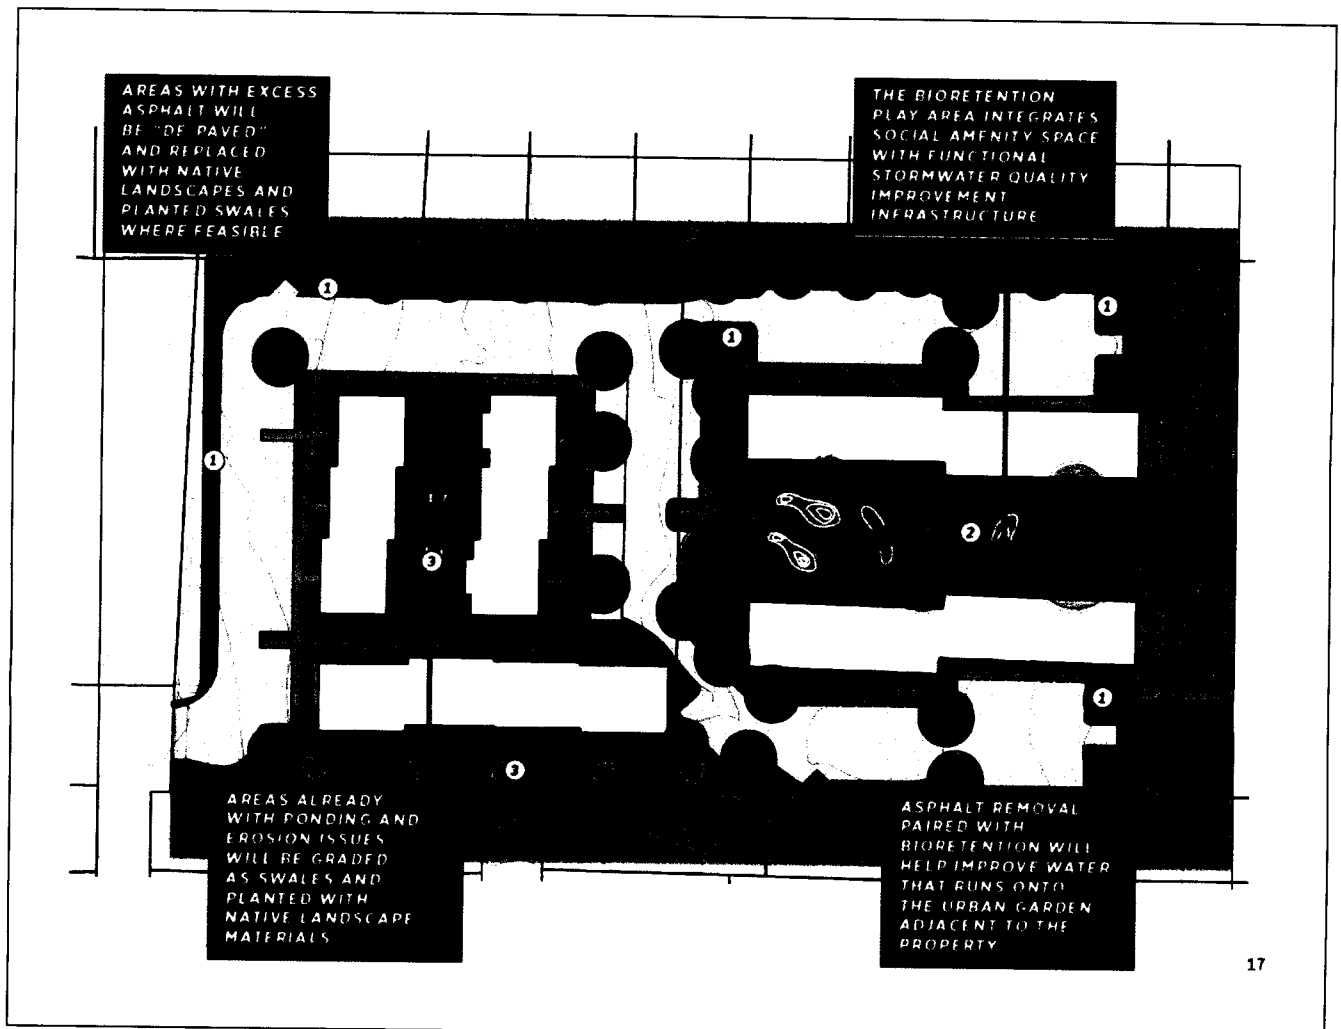 AREAS WITH EXCESS
ASPHALT WILL
BE "DE PAVED"
AND REPLACED
WITH NATIVE
LANDSCAPES AND
PLANTED SWALES
WHERE FEASIBLE
THE BIORETENTION
PLAY AREA INTEGRATES
SOCIAL AMENITY SPACE
WITH FUNCTIONAL
STORMWATER QUALITY
IMPROVEMENT
INFRASTRUCTURE
1
1
1
1
2
3
1
3
AREAS ALREADY
WITH PONDING AND
EROSION ISSUES
WILL BE GRADED
AS SWALES AND
PLANTED WITH
NATIVE LANDSCAPE
MATERIALS
ASPHALT REMOVAL
PAIRED WITH
BIORETENTION WILL
HELP IMPROVE WATER
THAT RUNS ONTO
THE URBAN GARDEN
ADJACENT TO THE
PROPERTY
17